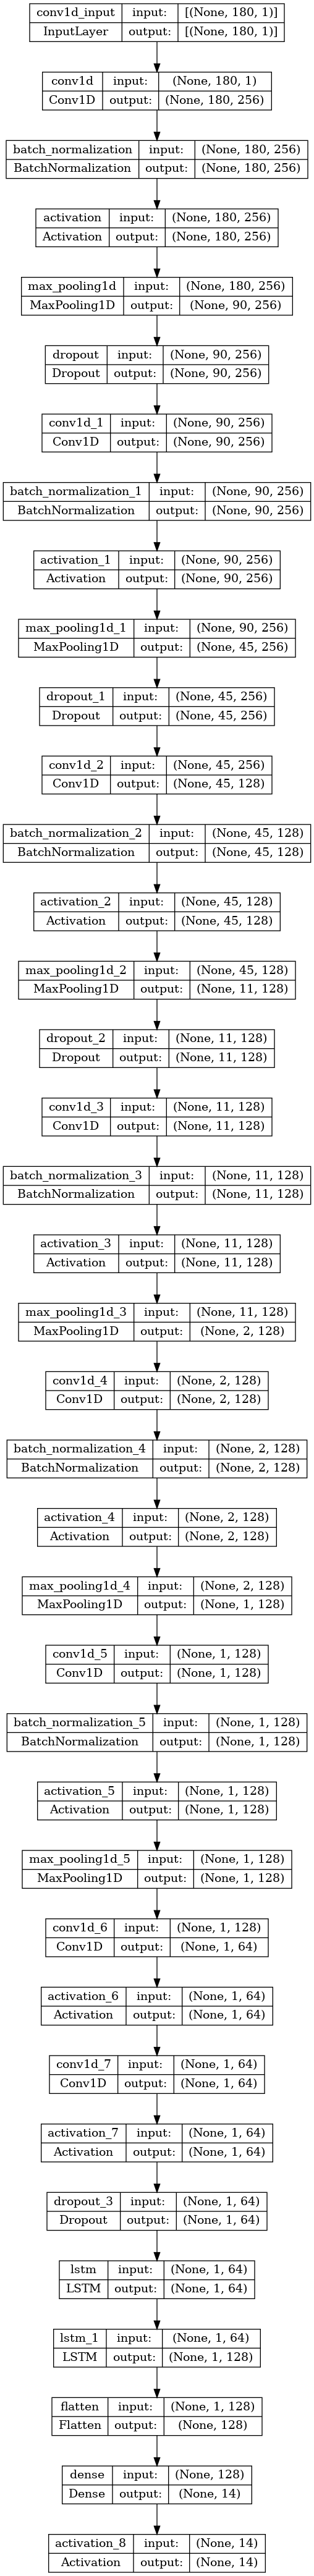 conv1d_input input: [(None, 180, 1)]
InputLayer output: [(None, 180, 1)]
conv1d input: (None, 180, 1)
Conv1D output: (None, 180, 256)
batch_normalization input: (None, 180, 256)
BatchNormalization output: (None, 180, 256)
activation input: (None, 180, 256)
Activation output: (None, 180, 256)
max_pooling1d input: (None, 180, 256)
MaxPooling1D output: (None, 90, 256)
dropout input: (None, 90, 256)
Dropout output: (None, 90, 256)
conv1d_1 input: (None, 90, 256)
Conv1D output: (None, 90, 256)
batch_normalization_1 input: (None, 90, 256)
BatchNormalization output: (None, 90, 256)
activation_1 input: (None, 90, 256)
Activation output: (None, 90, 256)
max_pooling1d_1 input: (None, 90, 256)
MaxPooling1D output: (None, 45, 256)
dropout_1 input: (None, 45, 256)
Dropout output: (None, 45, 256)
conv1d_2 input: (None, 45, 256)
Conv1D output: (None, 45, 128)
batch_normalization_2 input: (None, 45, 128)
BatchNormalization output: (None, 45, 128)
activation_2 input: (None, 45, 128)
Activation output: (None, 45, 128)
max_pooling1d_2 input: (None, 45, 128)
MaxPooling1D output: (None, 11, 128)
dropout_2 input: (None, 11, 128)
Dropout output: (None, 11, 128)
conv1d_3 input: (None, 11, 128)
Conv1D output: (None, 11, 128)
batch_normalization_3 input: (None, 11, 128)
BatchNormalization output: (None, 11, 128)
activation_3 input: (None, 11, 128)
Activation output: (None, 11, 128)
max_pooling1d_3 input: (None, 11, 128)
MaxPooling1D output: (None, 2, 128)
conv1d_4 input: (None, 2, 128)
Conv1D output: (None, 2, 128)
batch_normalization_4 input: (None, 2, 128)
BatchNormalization output: (None, 2, 128)
activation_4 input: (None, 2, 128)
Activation output: (None, 2, 128)
max_pooling1d_4 input: (None, 2, 128)
MaxPooling1D output: (None, 1, 128)
conv1d_5 input: (None, 1, 128)
Conv1D output: (None, 1, 128)
batch_normalization_5 input: (None, 1, 128)
BatchNormalization output: (None, 1, 128)
activation_5 input: (None, 1, 128)
Activation output: (None, 1, 128)
max_pooling1d_5 input: (None, 1, 128)
MaxPooling1D output: (None, 1, 128)
conv1d_6 input: (None, 1, 128)
Conv1D output: (None, 1, 64)
activation_6 input: (None, 1, 64)
Activation output: (None, 1, 64)
conv1d_7 input: (None, 1, 64)
Conv1D output: (None, 1, 64)
activation_7 input: (None, 1, 64)
Activation output: (None, 1, 64)
dropout_3 input: (None, 1, 64)
Dropout output: (None, 1, 64)
lstm input: (None, 1, 64)
LSTM output: (None, 1, 64)
lstm_1 input: (None, 1, 64)
LSTM output: (None, 1, 128)
flatten input: (None, 1, 128)
Flatten output: (None, 128)
dense input: (None, 128)
Dense output: (None, 14)
activation_8 input: (None, 14)
Activation output: (None, 14)